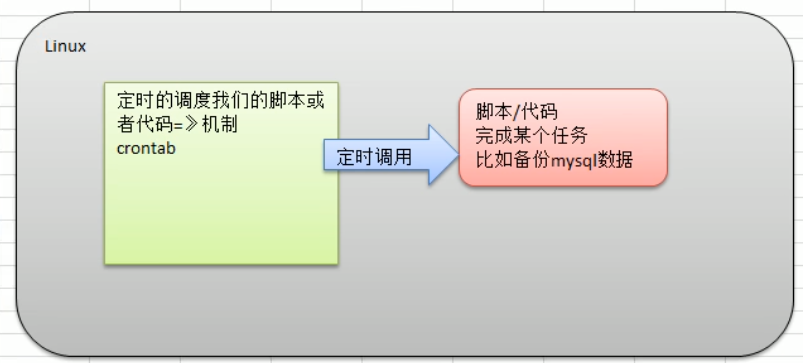 Linux
定时的调度我们的脚本或
者代码=》机制
crontab
定时调用
脚本/代码
完成某个任务
比如备份mysql数据